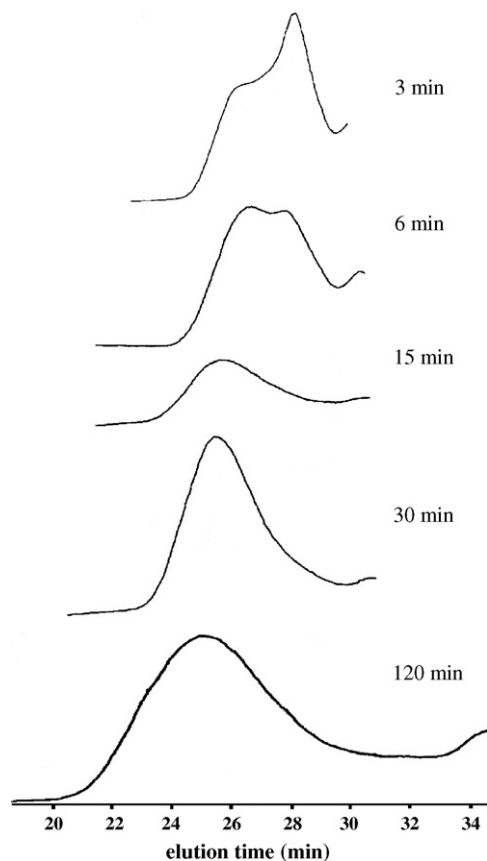 3 min
6 min
15 min
30 min
120 min
20 22 24 26 28 30 32 34
elution time (min)